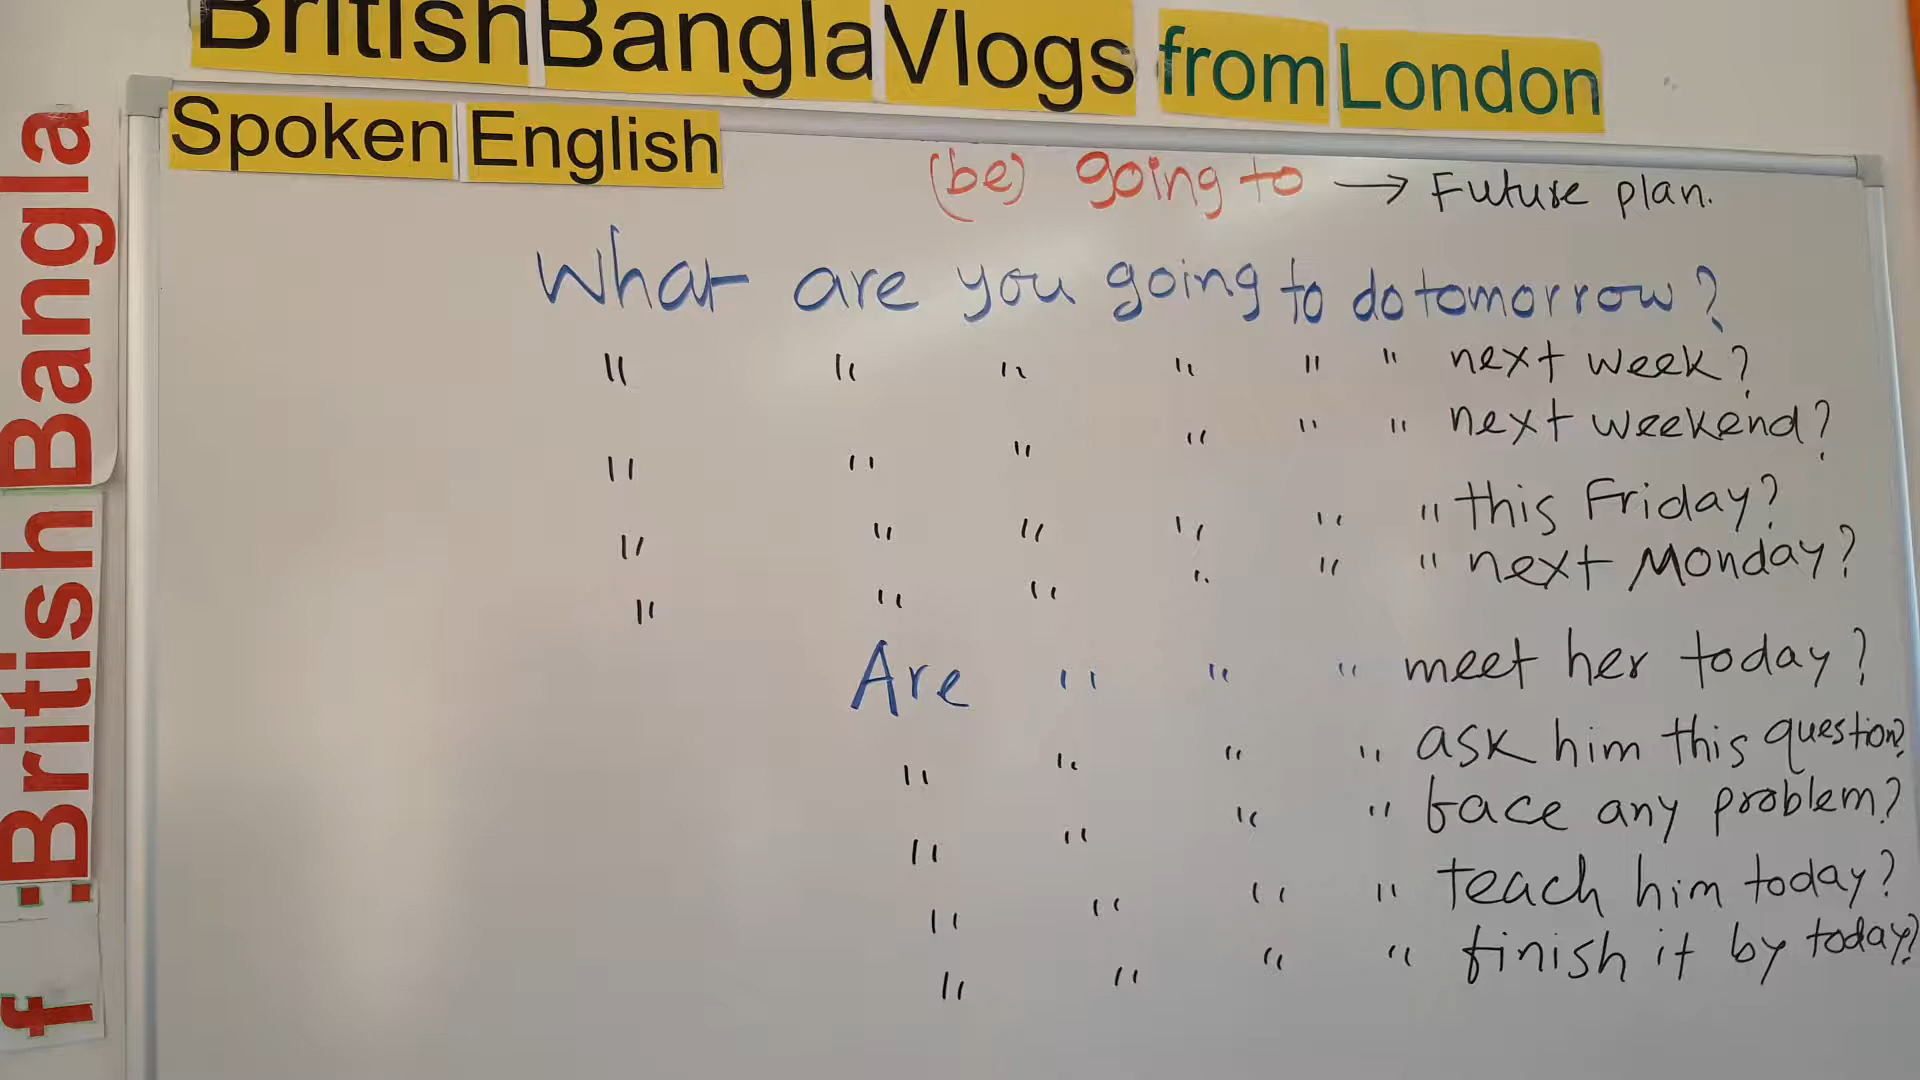 BritishBanglaVlogs from London
Spoken English
(be) going to → Future plan.
What are you going to do tomorrow?
" " " " " " next week?
" " " " " " next weekend?
" " " " " " this Friday?
" " " " " " next Monday?
Are " " " meet her today?
" " " " ask him this question?
" " " " face any problem?
" " " " teach him today?
" " " " finish it by today?
f :BritishBangla